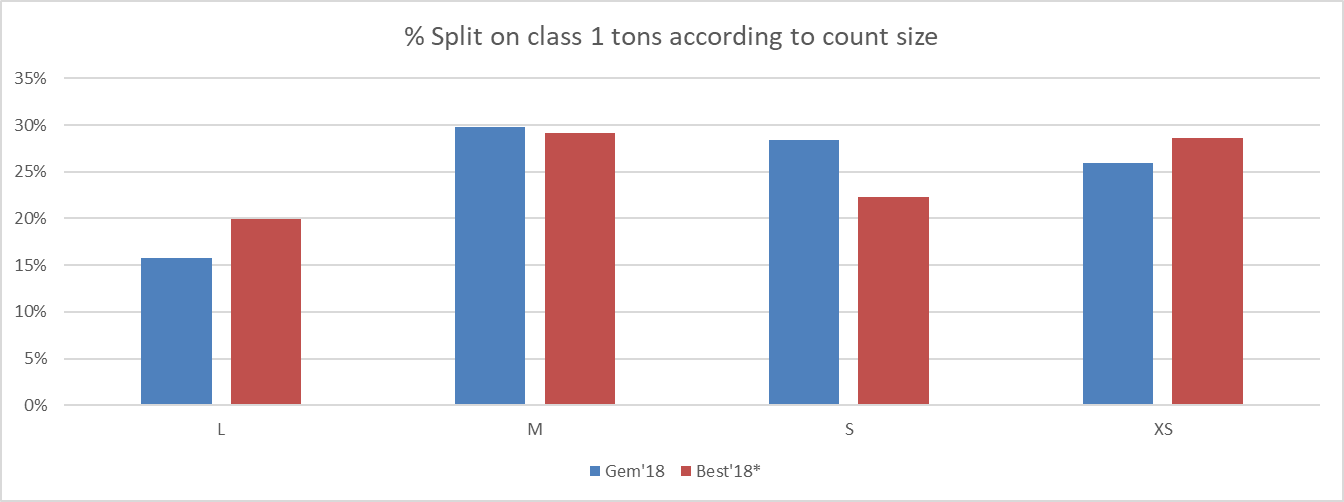 % Split on class 1 tons according to count size
35%
30%
25%
20%
15%
10%
5%
0%
L M S XS
Gem'18 Best'18*